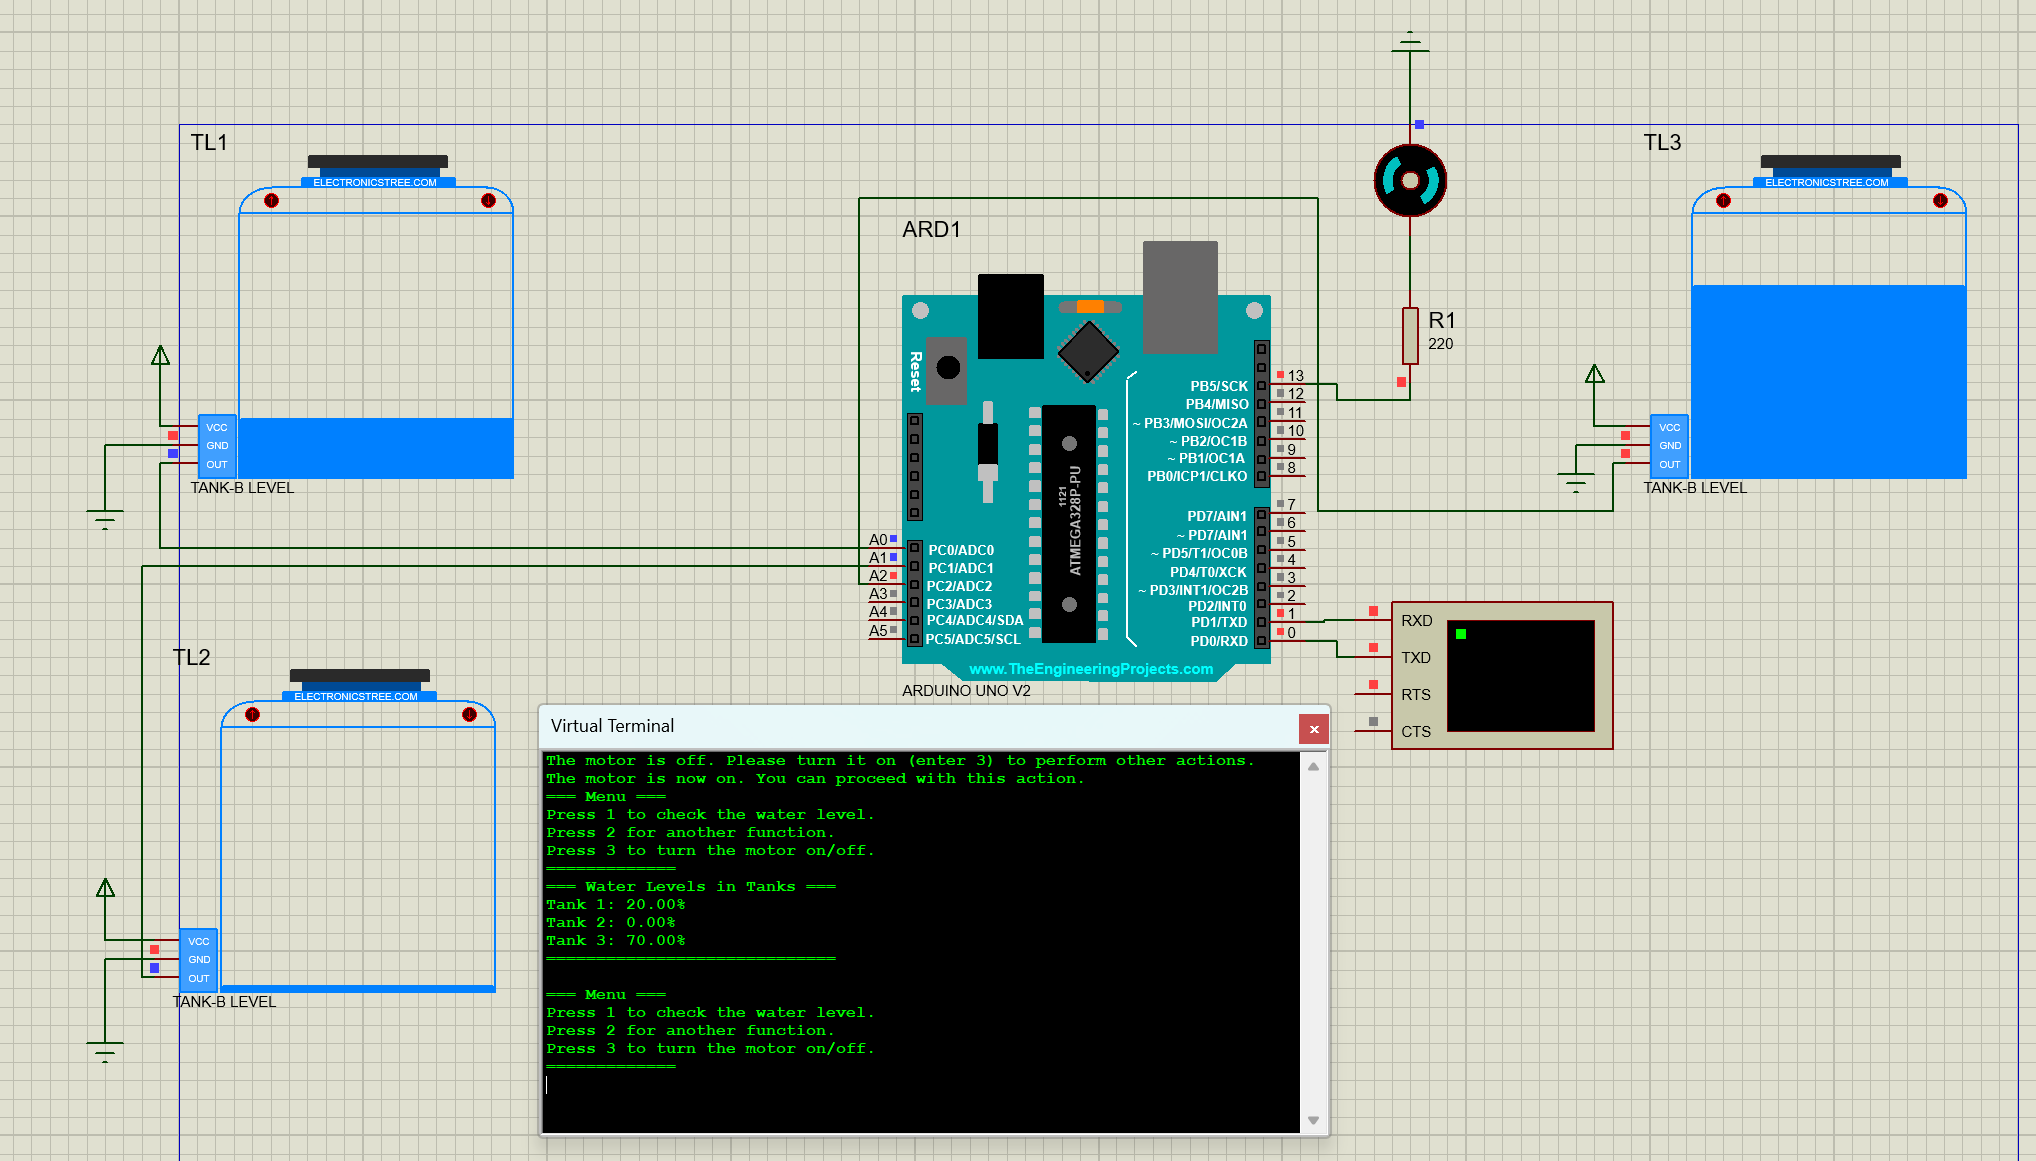 TL1
ELECTRONICSTREE.COM
VCC
GND
OUT
TANK-B LEVEL
TL2
ELECTRONICSTREE.COM
VCC
GND
OUT
TANK-B LEVEL
ARD1
Reset
1121
ATMEGA328P-PU
A0
A1
A2
A3
A4
A5
PC0/ADC0
PC1/ADC1
PC2/ADC2
PC3/ADC3
PC4/ADC4/SDA
PC5/ADC5/SCL
PB5/SCK 13
PB4/MISO 12
~ PB3/MOSI/OC2A 11
~ PB2/OC1B 10
~ PB1/OC1A 9
PB0/ICP1/CLKO 8
PD7/AIN1 7
~ PD7/AIN1 6
~ PD5/T1/OC0B 5
PD4/T0/XCK 4
~ PD3/INT1/OC2B 3
PD2/INT0 2
PD1/TXD 1
PD0/RXD 0
www.TheEngineeringProjects.com
ARDUINO UNO V2
R1
220
TL3
ELECTRONICSTREE.COM
VCC
GND
OUT
TANK-B LEVEL
RXD
TXD
RTS
CTS
Virtual Terminal
x
The motor is off. Please turn it on (enter 3) to perform other actions.
The motor is now on. You can proceed with this action.
=== Menu ===
Press 1 to check the water level.
Press 2 for another function.
Press 3 to turn the motor on/off.
=============
=== Water Levels in Tanks ===
Tank 1: 20.00%
Tank 2: 0.00%
Tank 3: 70.00%
=============================
=== Menu ===
Press 1 to check the water level.
Press 2 for another function.
Press 3 to turn the motor on/off.
=============